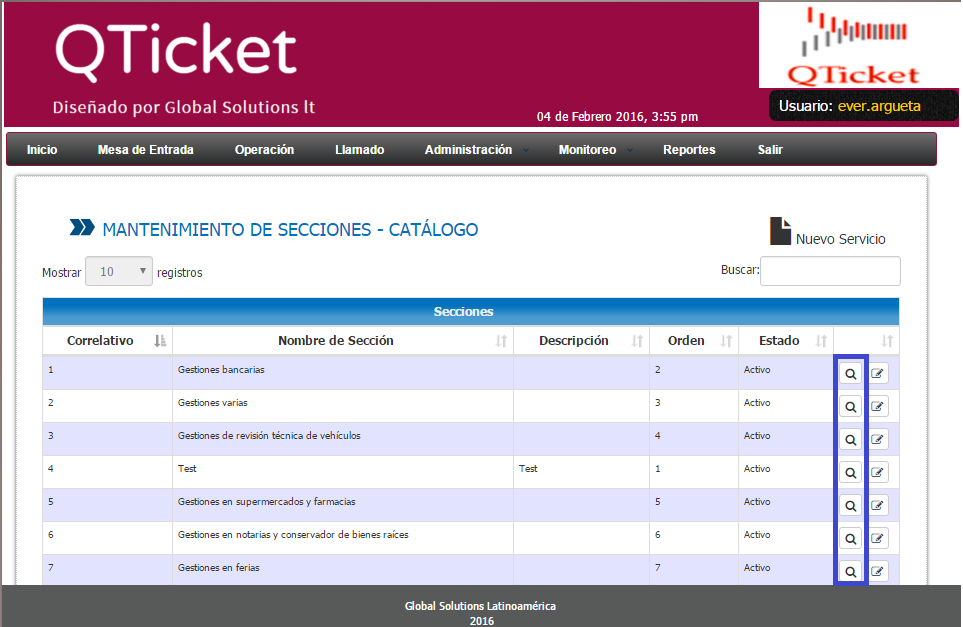 QTicket
Diseñado por Global Solutions lt
QTicket
04 de Febrero 2016, 3:55 pm
Usuario: ever.argueta
Inicio Mesa de Entrada Operación Llamado Administración Monitoreo Reportes Salir
MANTENIMIENTO DE SECCIONES - CATÁLOGO
Nuevo Servicio
Mostrar 10 registros
Buscar:
Secciones
Correlativo Nombre de Sección Descripción Orden Estado
1 Gestiones bancarias 2 Activo
2 Gestiones varias 3 Activo
3 Gestiones de revisión técnica de vehículos 4 Activo
4 Test Test 1 Activo
5 Gestiones en supermercados y farmacias 5 Activo
6 Gestiones en notarias y conservador de bienes raíces 6 Activo
7 Gestiones en ferias 7 Activo
Global Solutions Latinoamérica
2016